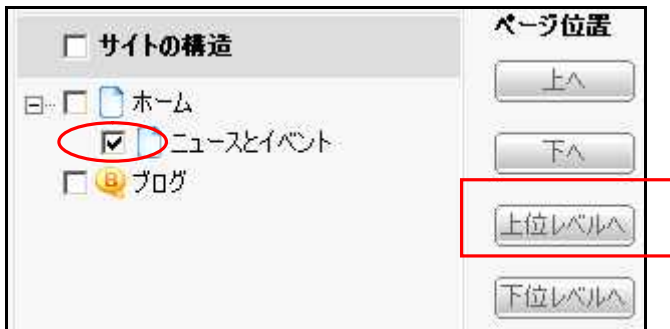 サイトの構造
ホーム
ニュースとイベント
B ブログ
ページ位置
上へ
下へ
上位レベルへ
下位レベルへ